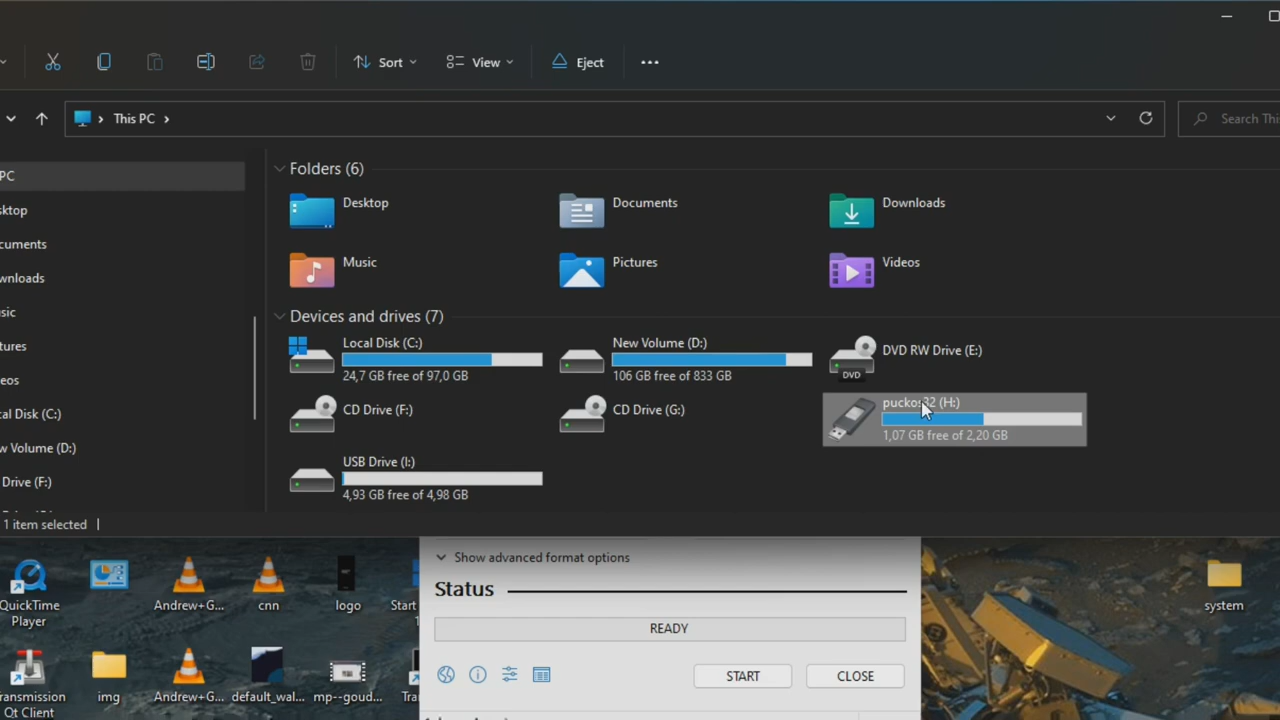 Sort
View
Eject
This PC
Search Thi
PC
Folders (6)
sktop
Desktop
Documents
Downloads
cuments
wnloads
Music
Pictures
Videos
sic
Devices and drives (7)
tures
Local Disk (C:)
24,7 GB free of 97,0 GB
New Volume (D:)
106 GB free of 833 GB
DVD RW Drive (E:)
DVD
eos
cal Disk (C:)
CD Drive (F:)
CD Drive (G:)
puckos32 (H:)
1,07 GB free of 2,20 GB
w Volume (D:)
Drive (F:)
USB Drive (I:)
4,93 GB free of 4,98 GB
1 item selected
Show advanced format options
Status
READY
START
CLOSE
QuickTime
Player
Andrew+G...
cnn
logo
Start
system
ransmission
Qt Client
img
Andrew+G...
default_wal...
mp--goud...
Tra